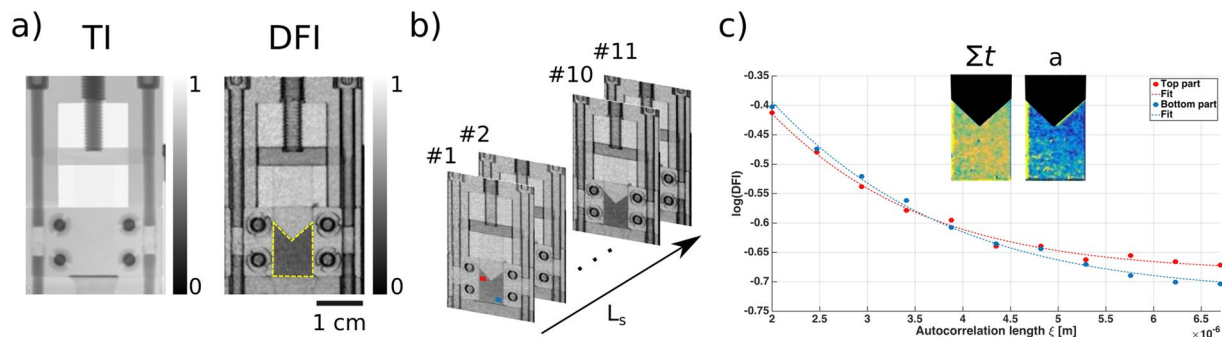 a)
TI
DFI
1
0
1
0
1 cm
b)
#1
#2
#10
#11
. . .
Ls
c)
Σt
a
Top part
Fit
Bottom part
Fit
log(DFI)
-0.35
-0.4
-0.45
-0.5
-0.55
-0.6
-0.65
-0.7
-0.75
2
2.5
3
3.5
4
4.5
5
5.5
6
6.5
×10⁻⁶
Autocorrelation length ξ [m]